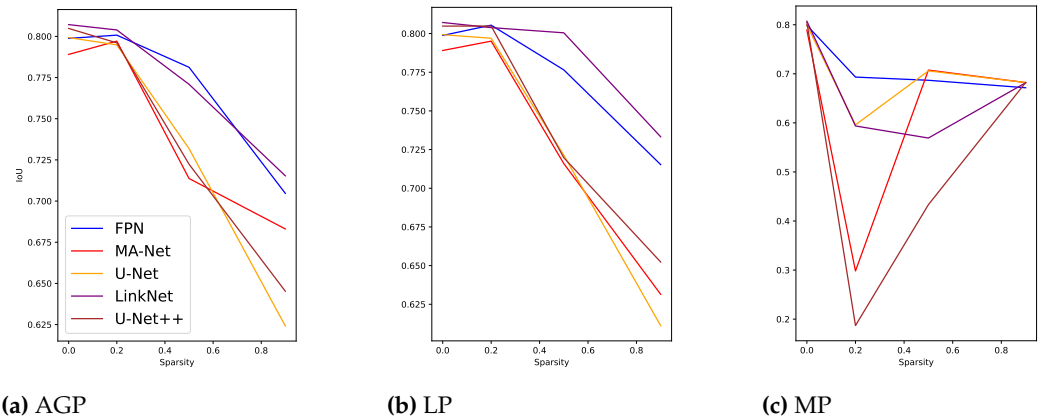 IoU
0.800
0.775
0.750
0.725
0.700
0.675
0.650
0.625
0.0 0.2 0.4 0.6 0.8
Sparsity
FPN
MA-Net
U-Net
LinkNet
U-Net++
0.800
0.775
0.750
0.725
0.700
0.675
0.650
0.625
0.0 0.2 0.4 0.6 0.8
Sparsity
0.8
0.7
0.6
0.5
0.4
0.3
0.2
0.0 0.2 0.4 0.6 0.8
Sparsity
(a) AGP
(b) LP
(c) MP